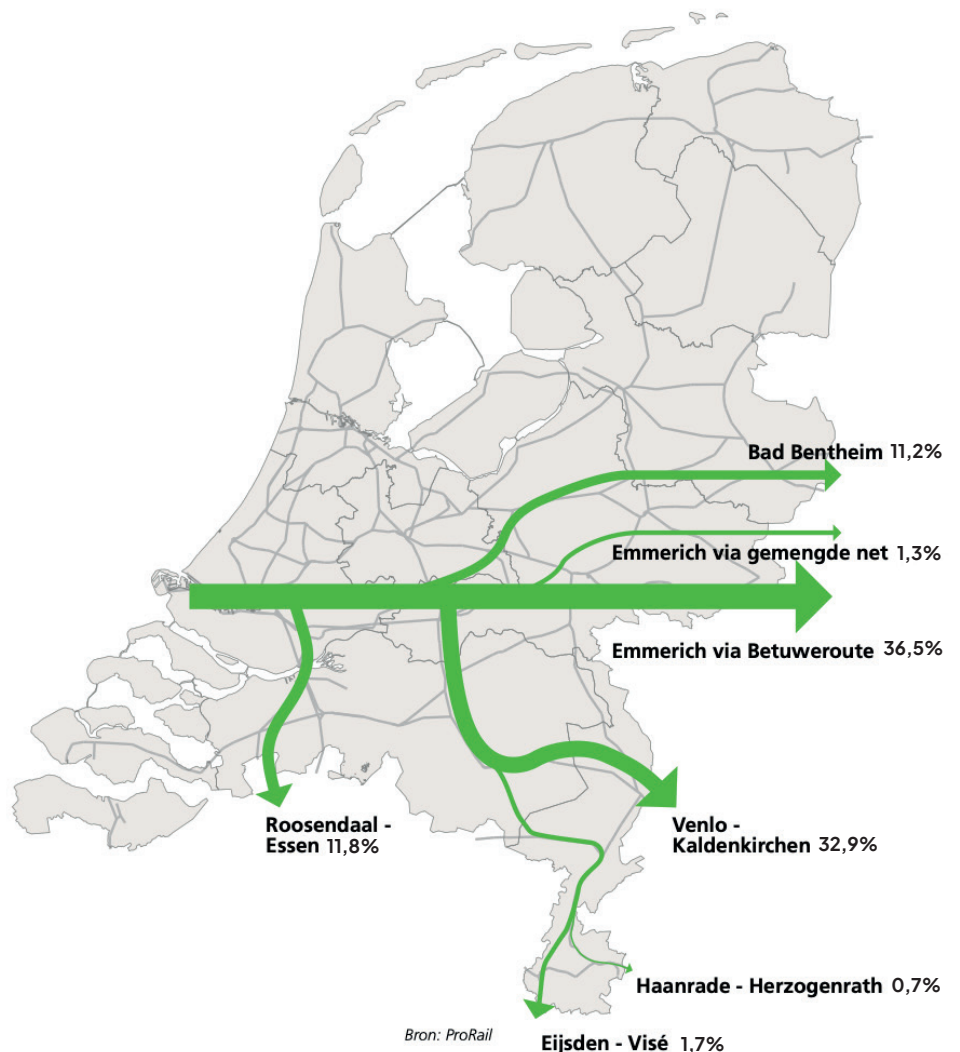 Bad Bentheim 11,2%
Emmerich via gemengde net 1,3%
Emmerich via Betuweroute 36,5%
Roosendaal -
Essen 11,8%
Venlo -
Kaldenkirchen 32,9%
Haanrade - Herzogenrath 0,7%
Bron: ProRail
Eijsden - Visé 1,7%